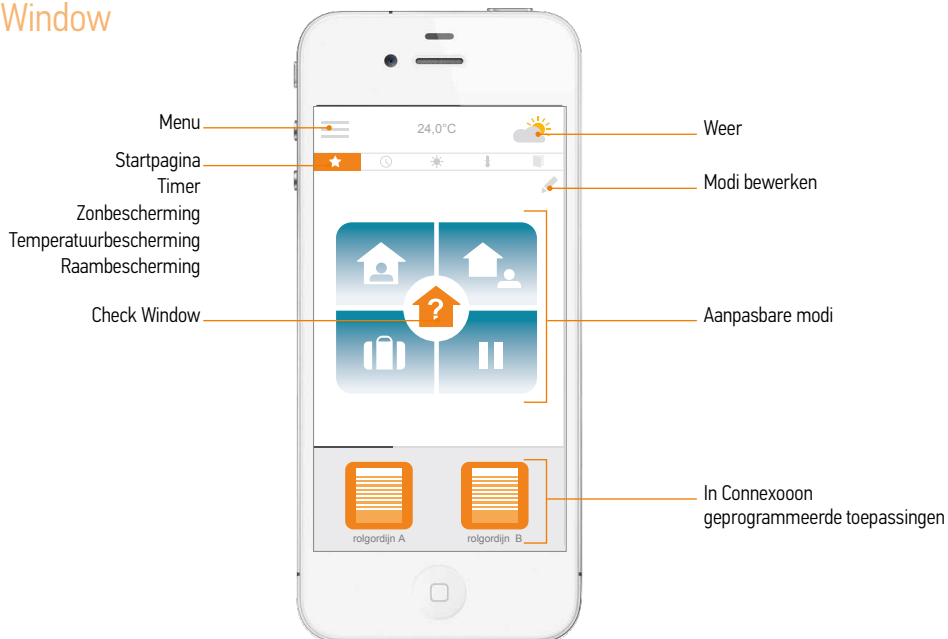 Window
Menu
24,0°C
Weer
Startpagina
Timer
Zonbescherming
Temperatuurbescherming
Raambescherming
Modi bewerken
?
Check Window
Aanpasbare modi
In Connexooon
geprogrammeerde toepassingen
rolgordijn A
rolgordijn B